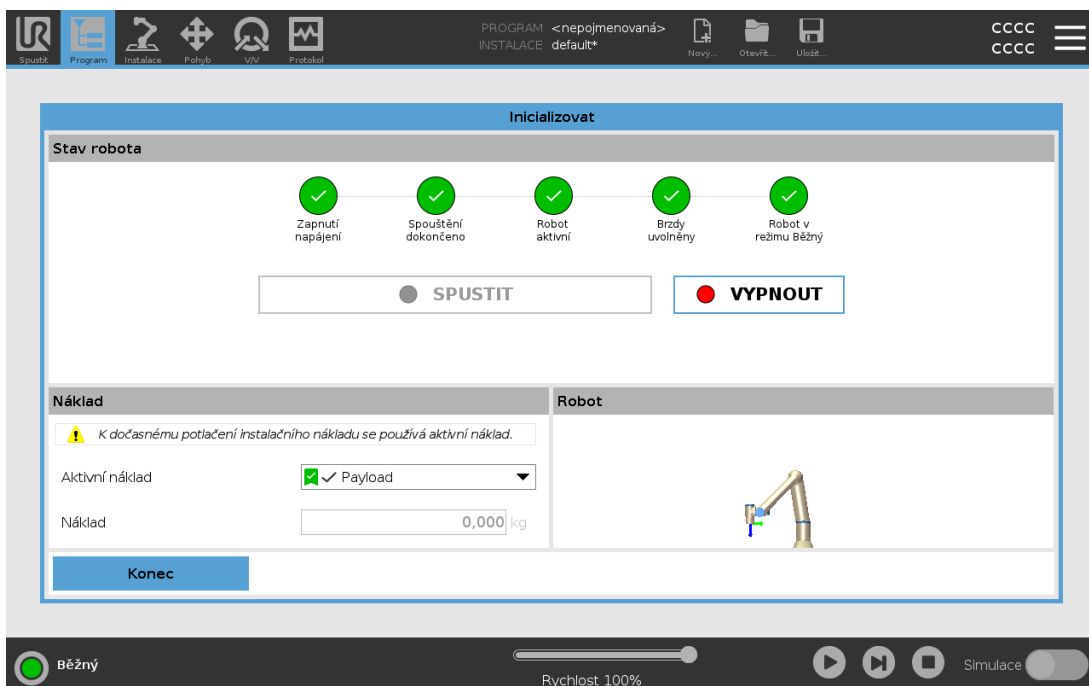 UR
PROGRAM <nepojmenovaná>
INSTALACE default*
CCCC
CCCC
Spustit
Program
Instalace
Pohyb
V/V
Protokol
Nový...
Otevřít...
Uložit...
Inicializovat
Stav robota
Zapnutí
napájení
Spouštění
dokončeno
Robot
aktivní
Brzdy
uvolněny
Robot v
režimu Běžný
SPUSTIT
VYPNOUT
Náklad
K dočasnému potlačení instalačního nákladu se používá aktivní náklad.
Aktivní náklad
Payload
Náklad
0,000 kg
Robot
Konec
Běžný
Rychlost 100%
Simulace